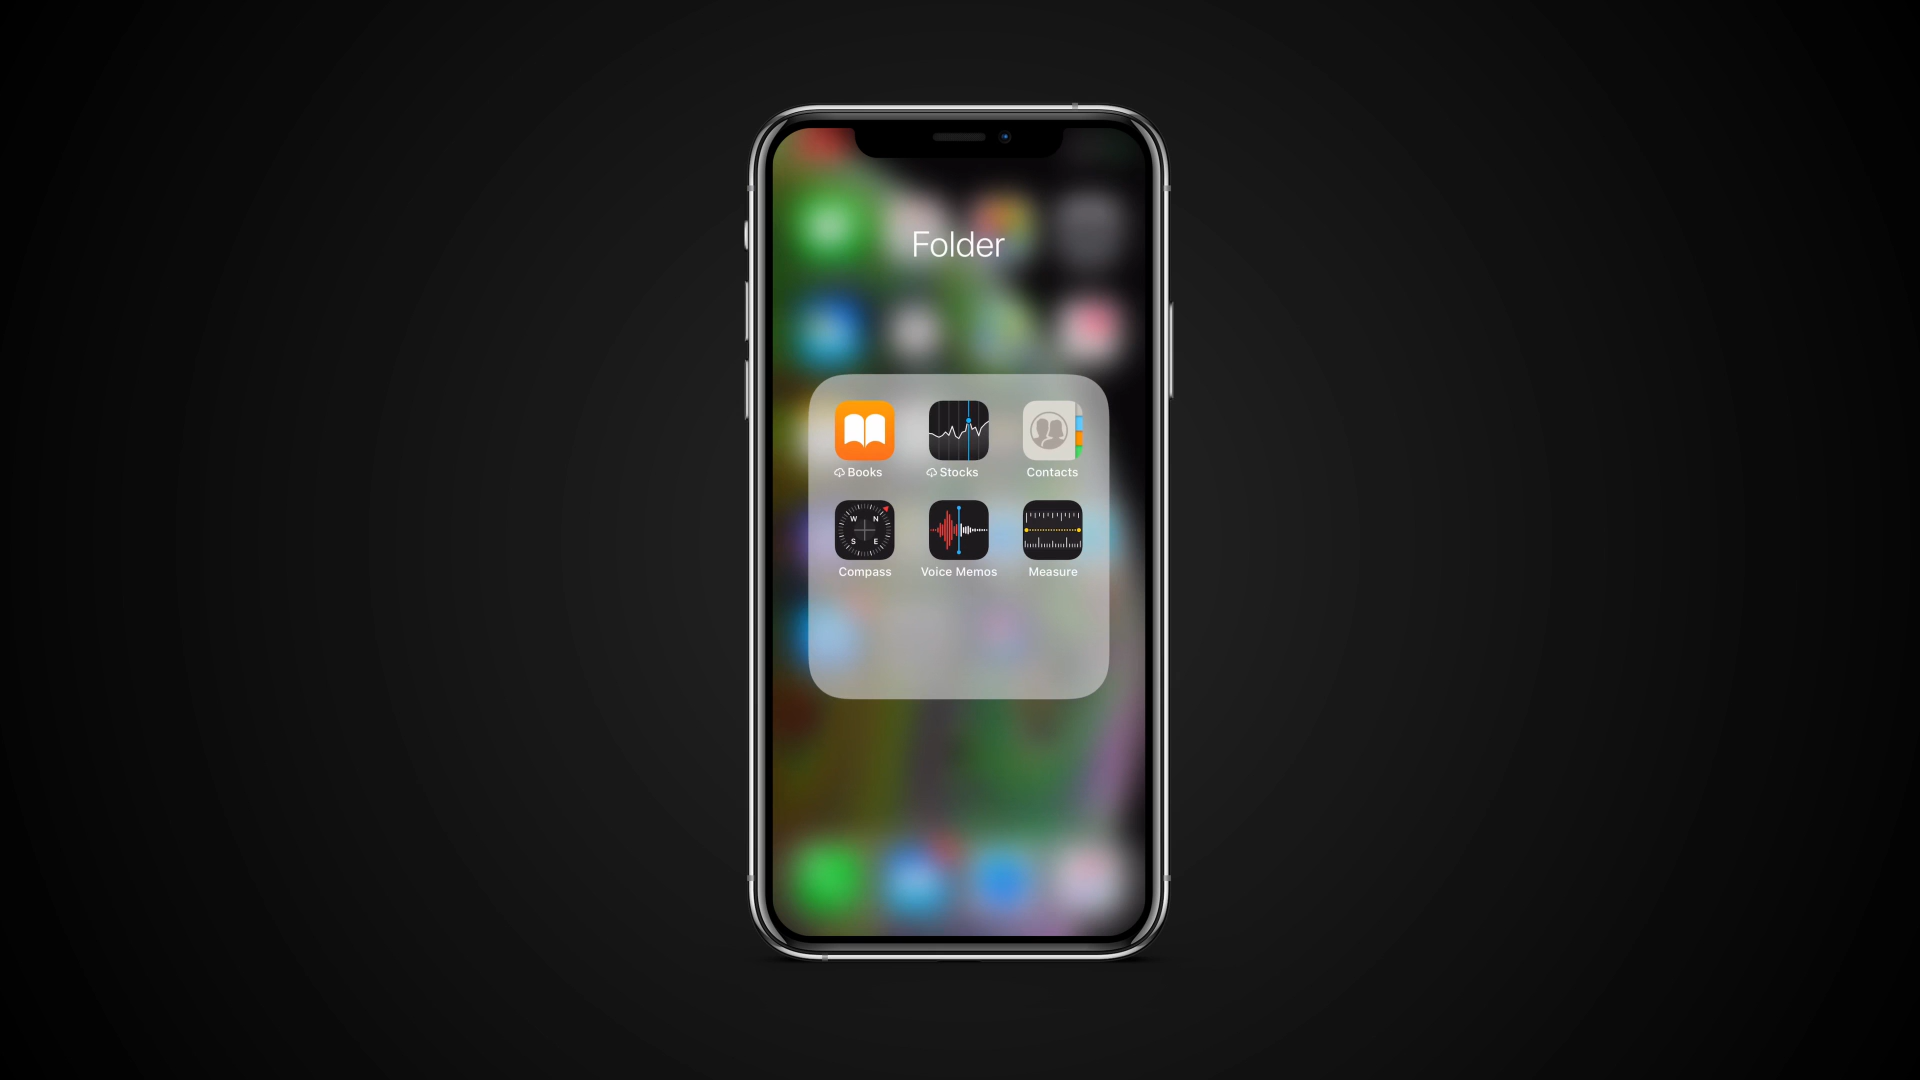 Folder
Books
Stocks
Contacts
W N
S E
Compass
Voice Memos
Measure